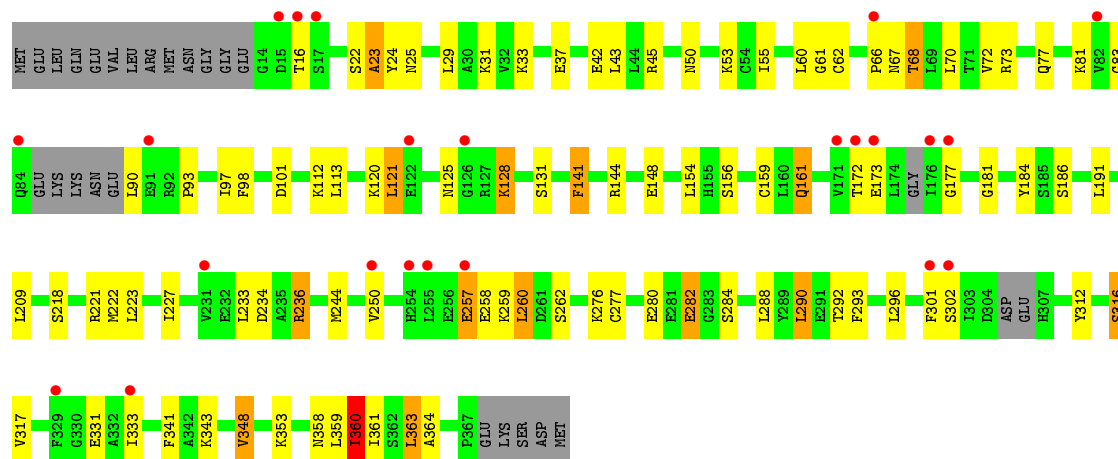 MET GLU LEU GLN GLU VAL LEU ARG MET ASN GLY GLY GLU G14 D15 T16 S17 S22 A23 Y24 N25 L29 A30 K31 V32 K33 E37 E42 L43 L44 R45 N50 K53 C54 I55 L60 G61 C62 P66 N67 T68 L69 L70 T71 V72 R73 Q77 K81 V82 G83
Q84 GLU LYS LYS ASN GLU L90 E91 R92 P93 I97 F98 D101 K112 L113 K120 L121 E122 N125 G126 R127 K128 S131 F141 R144 E148 L154 H155 S156 C159 L160 Q161 V171 T172 E173 L174 GLY I176 G177 G181 Y184 S185 S186 L191
L209 S218 R221 M222 L223 I227 V231 E232 L233 D234 A235 R236 M244 V250 H254 L255 E256 E257 E258 K259 L260 D261 S262 K276 C277 E280 E281 E282 G283 S284 L288 Y289 L290 E291 T292 F293 L296 F301 S302 I303 D304 ASP GLU H307 Y312 S316
V317 F329 G330 E331 A332 I333 F341 A342 K343 V348 K353 N358 L359 I360 I361 S362 L363 A364 P367 GLU LYS SER ASP MET